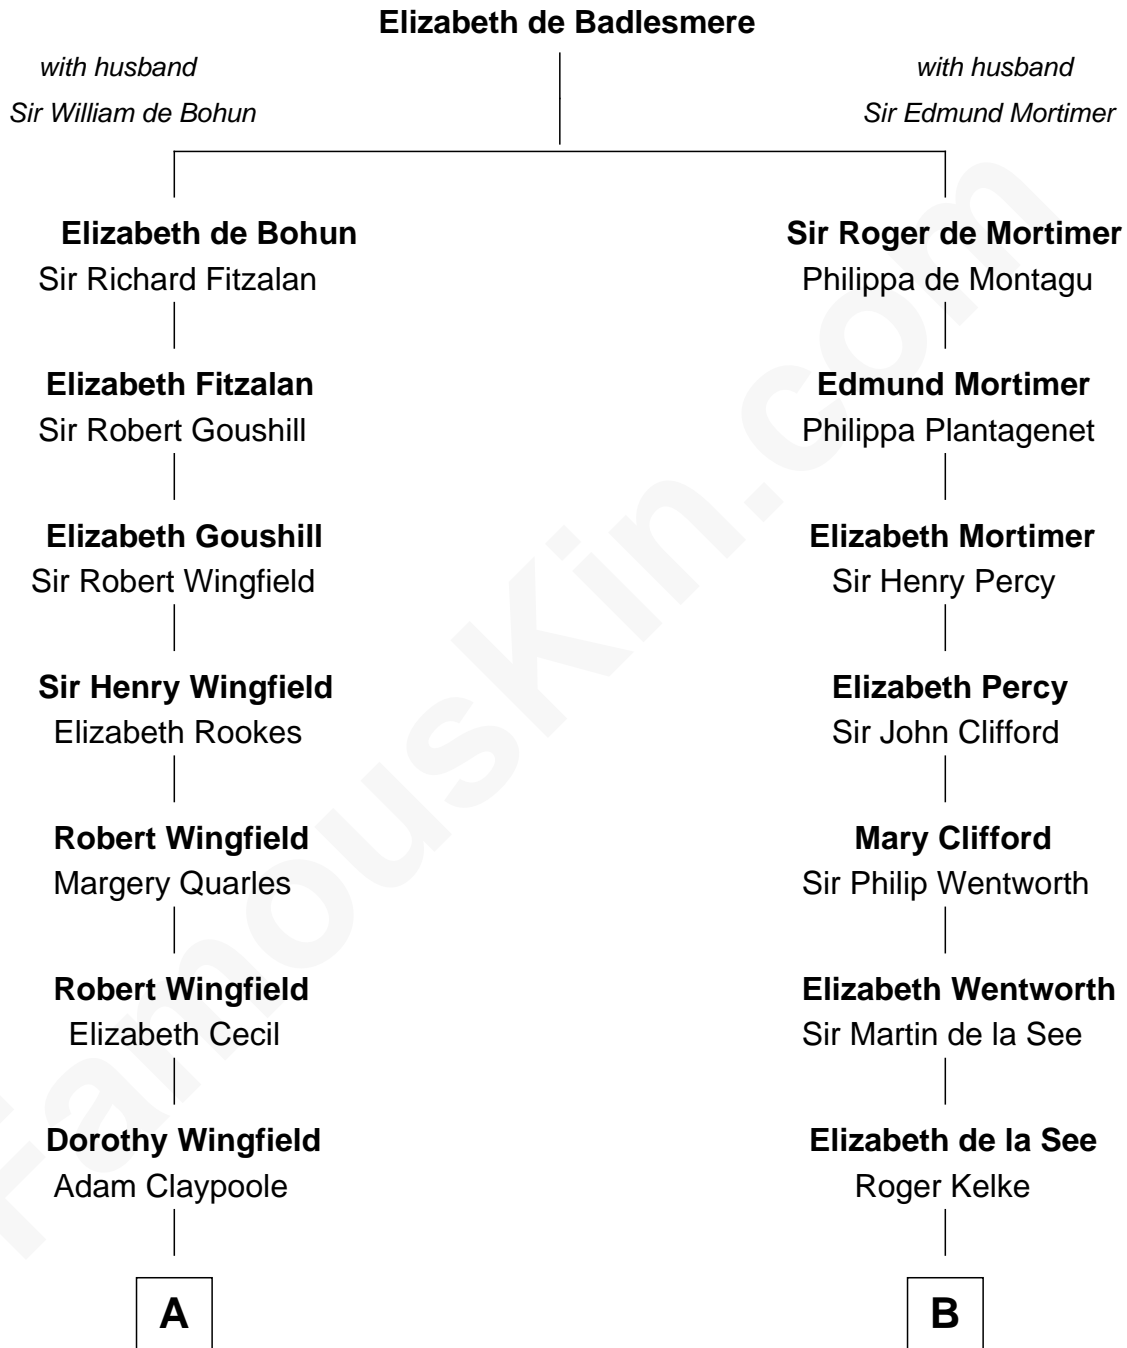 Elizabeth de Badlesmere
with husband
Sir William de Bohun
with husband
Sir Edmund Mortimer
Elizabeth de Bohun
Sir Richard Fitzalan
Sir Roger de Mortimer
Philippa de Montagu
Elizabeth Fitzalan
Sir Robert Goushill
Edmund Mortimer
Philippa Plantagenet
Elizabeth Goushill
Sir Robert Wingfield
Elizabeth Mortimer
Sir Henry Percy
Sir Henry Wingfield
Elizabeth Rookes
Elizabeth Percy
Sir John Clifford
Robert Wingfield
Margery Quarles
Mary Clifford
Sir Philip Wentworth
Robert Wingfield
Elizabeth Cecil
Elizabeth Wentworth
Sir Martin de la See
Dorothy Wingfield
Adam Claypoole
Elizabeth de la See
Roger Kelke
A
B
FamousKin.com